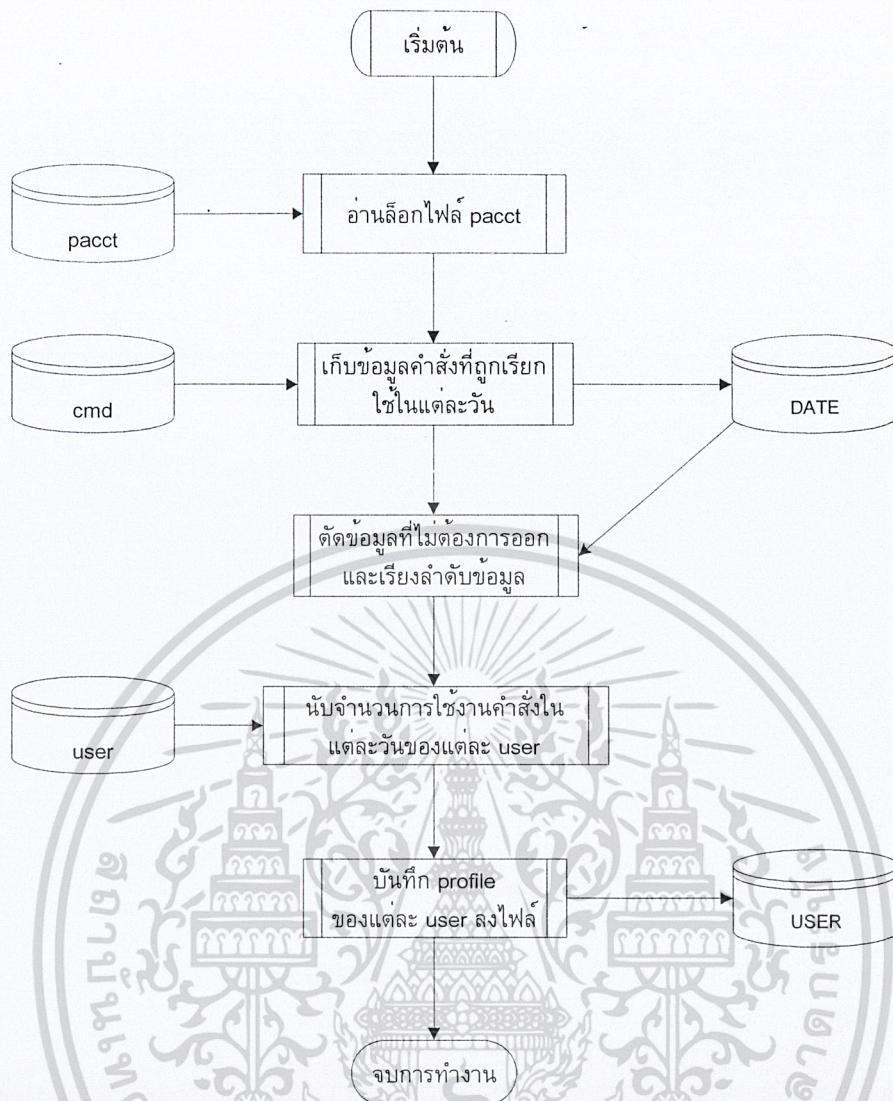 เริ่มต้น
pacct
อ่านล็อกไฟล์ pacct
cmd
เก็บข้อมูลคำสั่งที่ถูกเรียก
ใช้ในแต่ละวัน
DATE
ตัดข้อมูลที่ไม่ต้องการออก
และเรียงลำดับข้อมูล
user
นับจำนวนการใช้งานคำสั่งใน
แต่ละวันของแต่ละ user
บันทึก profile
ของแต่ละ user ลงไฟล์
USER
จบการทำงาน